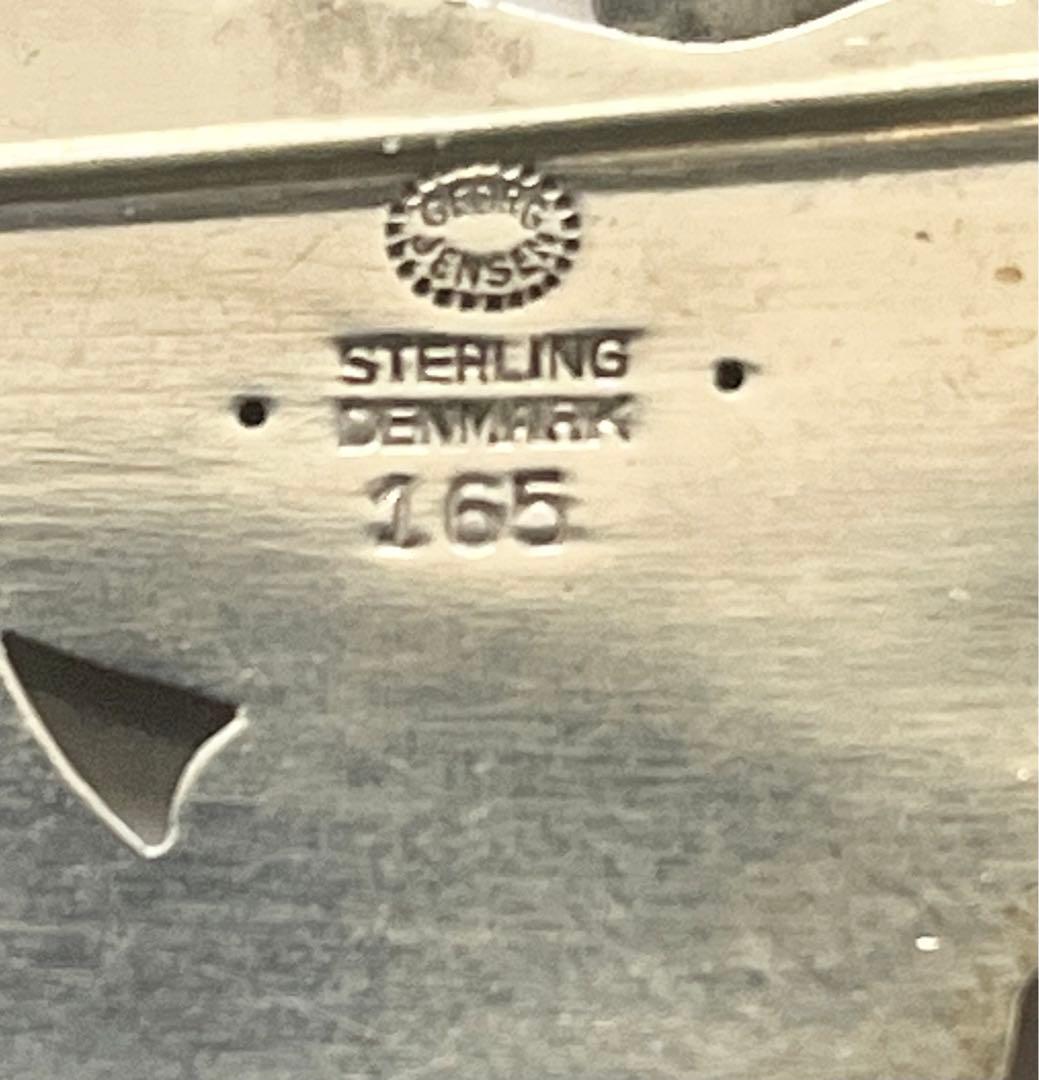 GEORG
JENSEN
STERLING
DENMARK
165